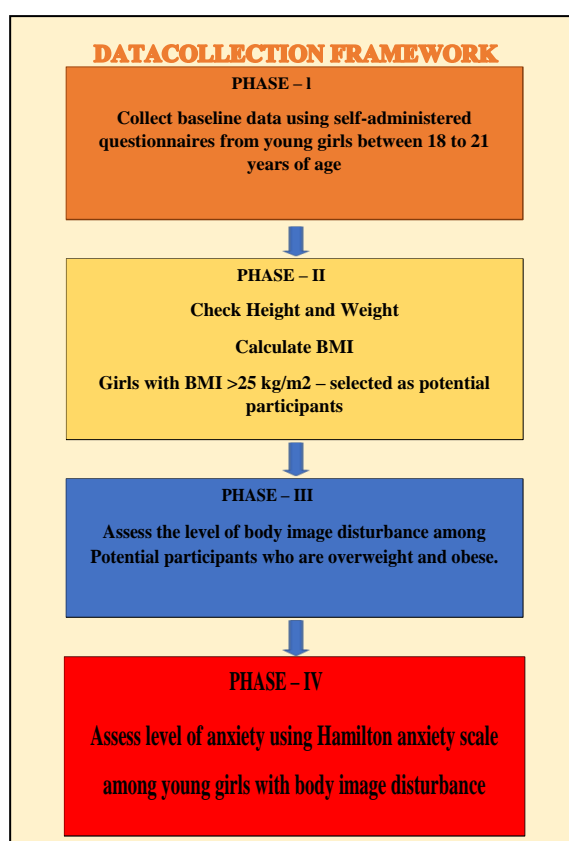 DATACOLLECTION FRAMEWORK
PHASE – l
Collect baseline data using self-administered
questionnaires from young girls between 18 to 21
years of age
PHASE – II
Check Height and Weight
Calculate BMI
Girls with BMI >25 kg/m2 – selected as potential
participants
PHASE – III
Assess the level of body image disturbance among
Potential participants who are overweight and obese.
PHASE – IV
Assess level of anxiety using Hamilton anxiety scale
among young girls with body image disturbance